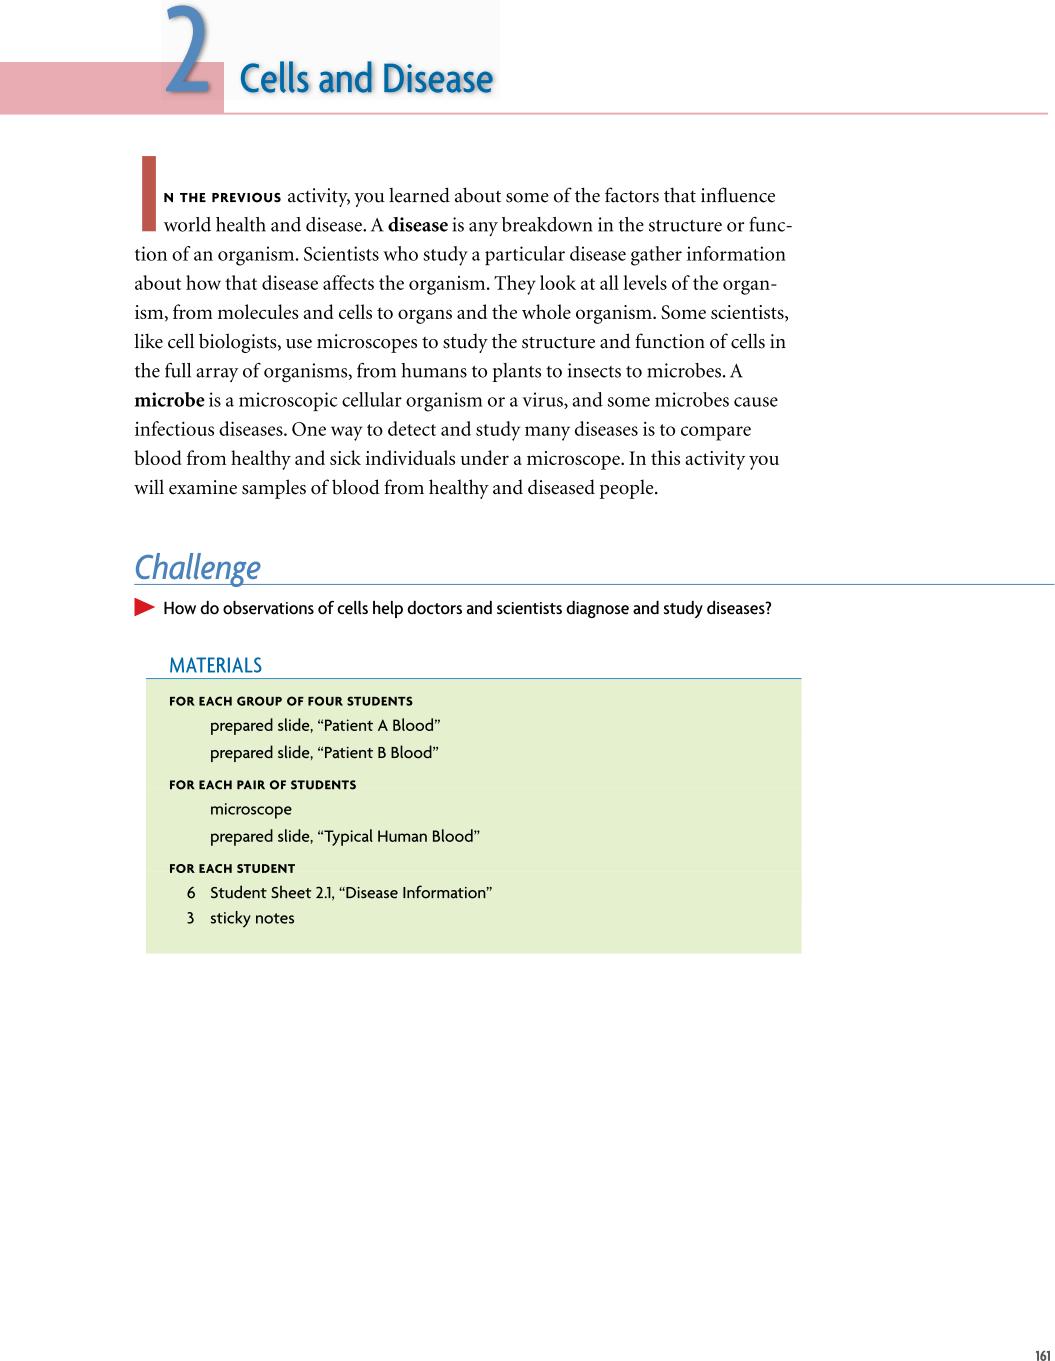 2 Cells and Disease
IN THE PREVIOUS activity, you learned about some of the factors that influence
world health and disease. A disease is any breakdown in the structure or func-
tion of an organism. Scientists who study a particular disease gather information
about how that disease affects the organism. They look at all levels of the organ-
ism, from molecules and cells to organs and the whole organism. Some scientists,
like cell biologists, use microscopes to study the structure and function of cells in
the full array of organisms, from humans to plants to insects to microbes. A
microbe is a microscopic cellular organism or a virus, and some microbes cause
infectious diseases. One way to detect and study many diseases is to compare
blood from healthy and sick individuals under a microscope. In this activity you
will examine samples of blood from healthy and diseased people.
Challenge
How do observations of cells help doctors and scientists diagnose and study diseases?
MATERIALS
FOR EACH GROUP OF FOUR STUDENTS
prepared slide, “Patient A Blood”
prepared slide, “Patient B Blood”
FOR EACH PAIR OF STUDENTS
microscope
prepared slide, “Typical Human Blood”
FOR EACH STUDENT
6 Student Sheet 2.1, “Disease Information”
3 sticky notes
161